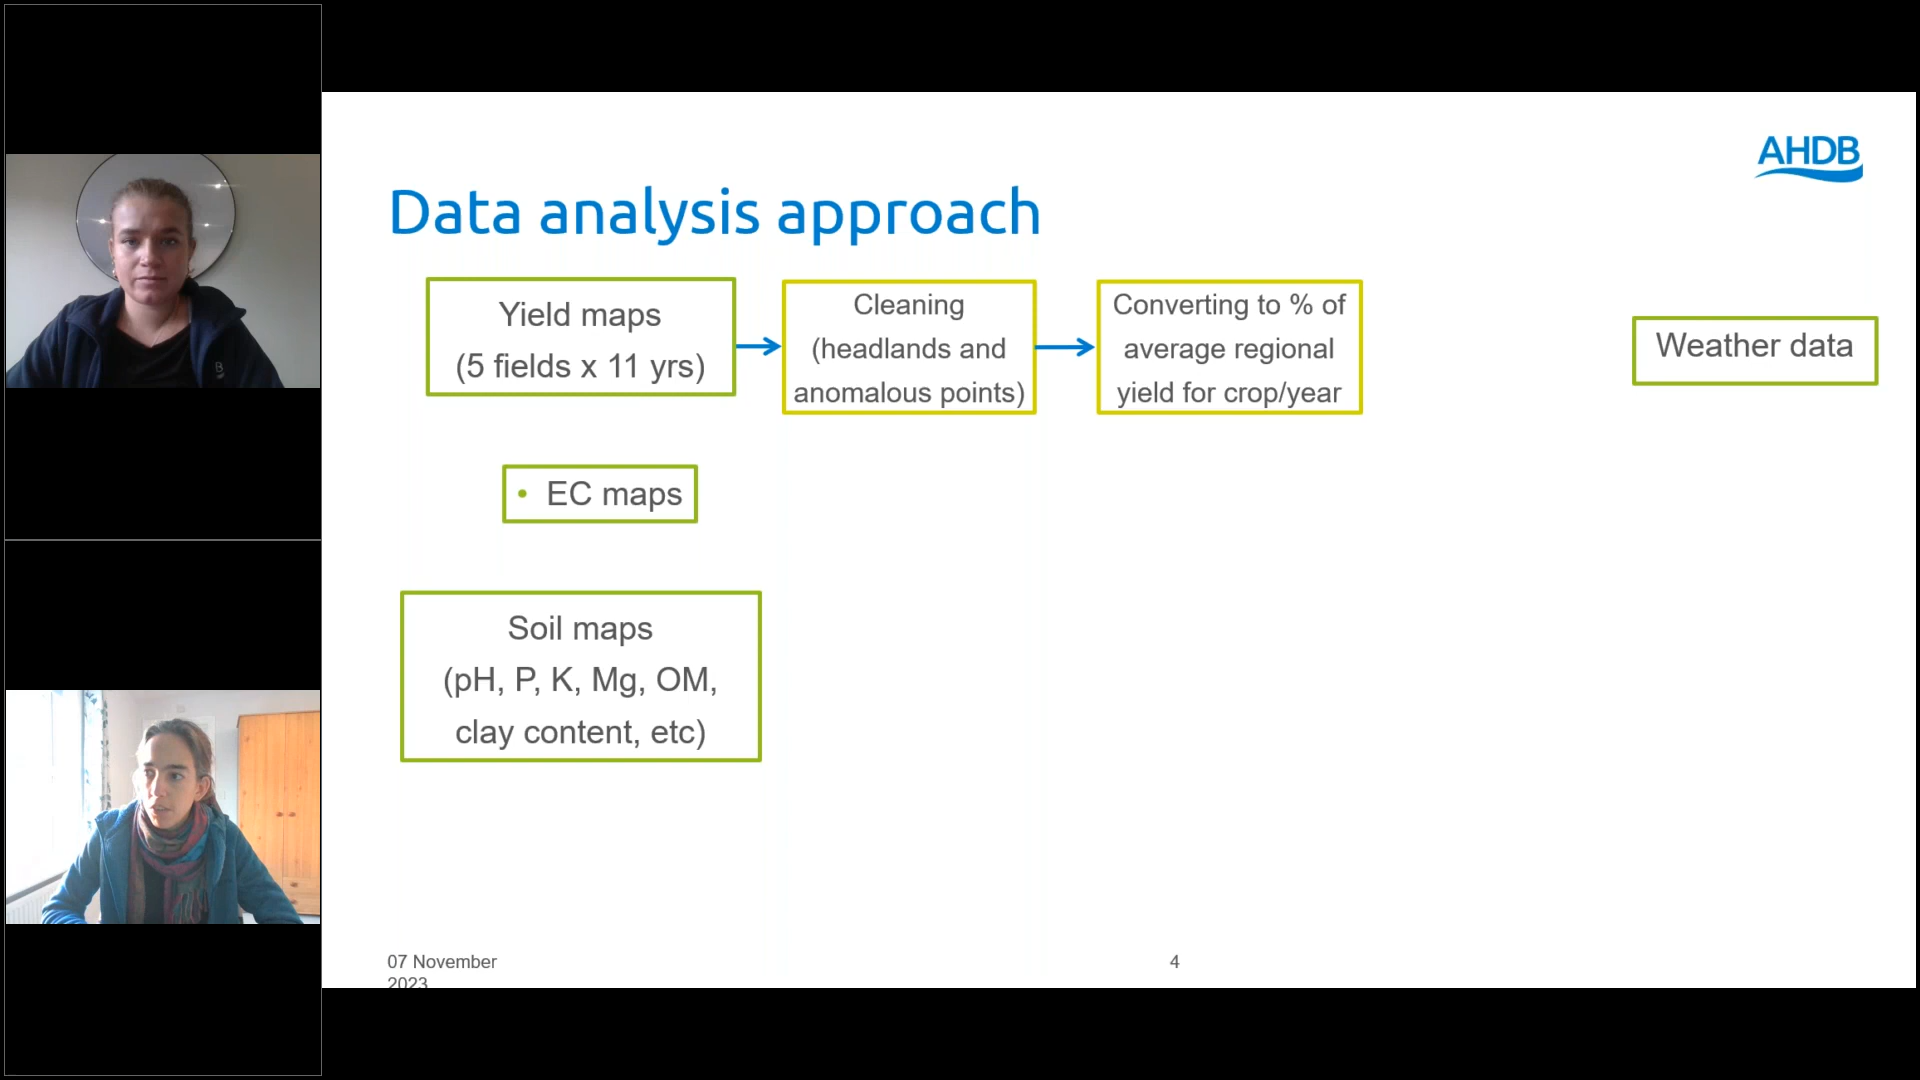 AHDB
Data analysis approach
Yield maps
(5 fields x 11 yrs)
Cleaning
(headlands and
anomalous points)
Converting to % of
average regional
yield for crop/year
Weather data
• EC maps
Soil maps
(pH, P, K, Mg, OM,
clay content, etc)
07 November
2023
4